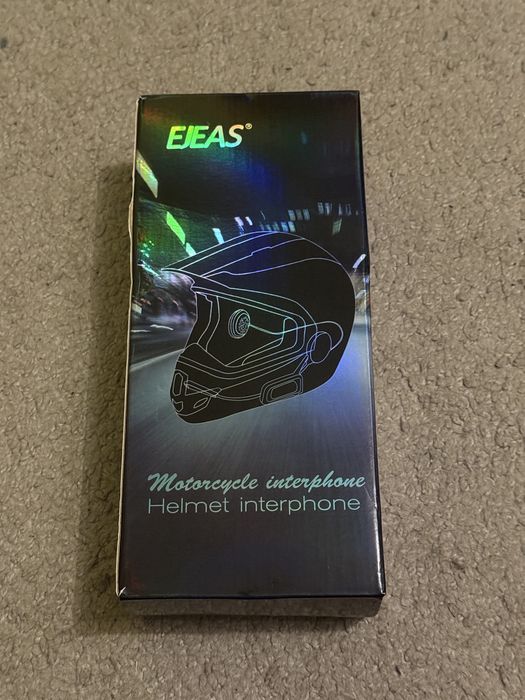 EJEAS®
Motorcycle interphone
Helmet interphone